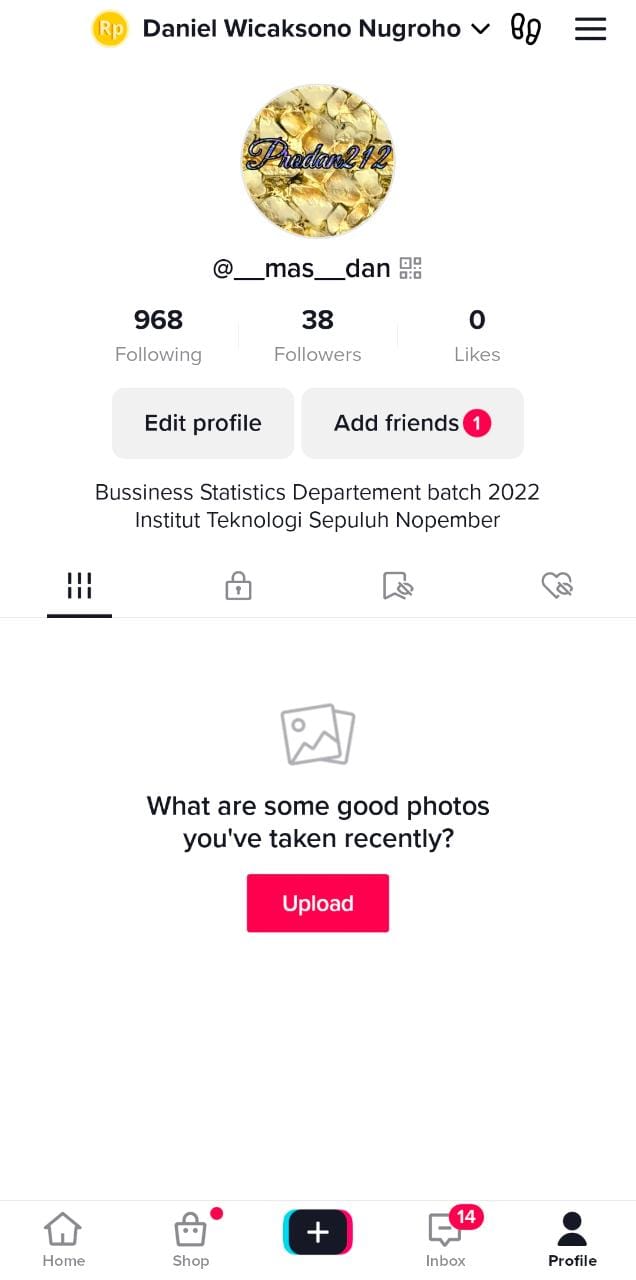 Rp Daniel Wicaksono Nugroho
Prodan212
@__mas__dan
968 38 0
Following Followers Likes
Edit profile Add friends 1
Bussiness Statistics Departement batch 2022
Institut Teknologi Sepuluh Nopember
What are some good photos
you've taken recently?
Upload
14
Home Shop Inbox Profile